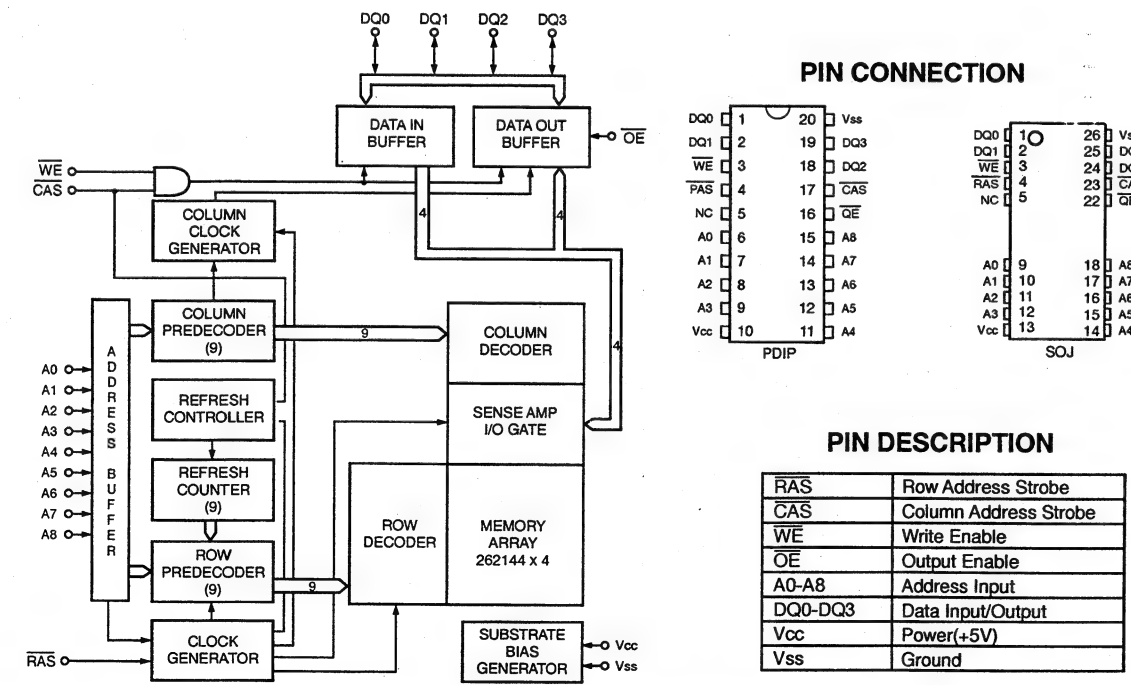 DQ0 DQ1 DQ2 DQ3
DATA IN
BUFFER
DATA OUT
BUFFER
OE
WE
CAS
4
4
COLUMN
CLOCK
GENERATOR
COLUMN
PREDECODER
(9)
9
COLUMN
DECODER
4
ADDRESS BUFFER
A0
A1
A2
A3
A4
A5
A6
A7
A8
REFRESH
CONTROLLER
SENSE AMP
I/O GATE
REFRESH
COUNTER
(9)
ROW
DECODER
MEMORY
ARRAY
262144 x 4
ROW
PREDECODER
(9)
9
RAS
CLOCK
GENERATOR
SUBSTRATE
BIAS
GENERATOR
Vcc
Vss
PIN CONNECTION
DQ0 1 20 Vss
DQ1 2 19 DQ3
WE 3 18 DQ2
PAS 4 17 CAS
NC 5 16 QE
A0 6 15 A8
A1 7 14 A7
A2 8 13 A6
A3 9 12 A5
Vcc 10 11 A4
PDIP
DQ0 1 26
DQ1 2 25
WE 3 24
RAS 4 23
NC 5 22
A0 9 18 A8
A1 10 17 A7
A2 11 16 A6
A3 12 15 A5
Vcc 13 14 A4
SOJ
PIN DESCRIPTION
RAS Row Address Strobe
CAS Column Address Strobe
WE Write Enable
OE Output Enable
A0-A8 Address Input
DQ0-DQ3 Data Input/Output
Vcc Power(+5V)
Vss Ground